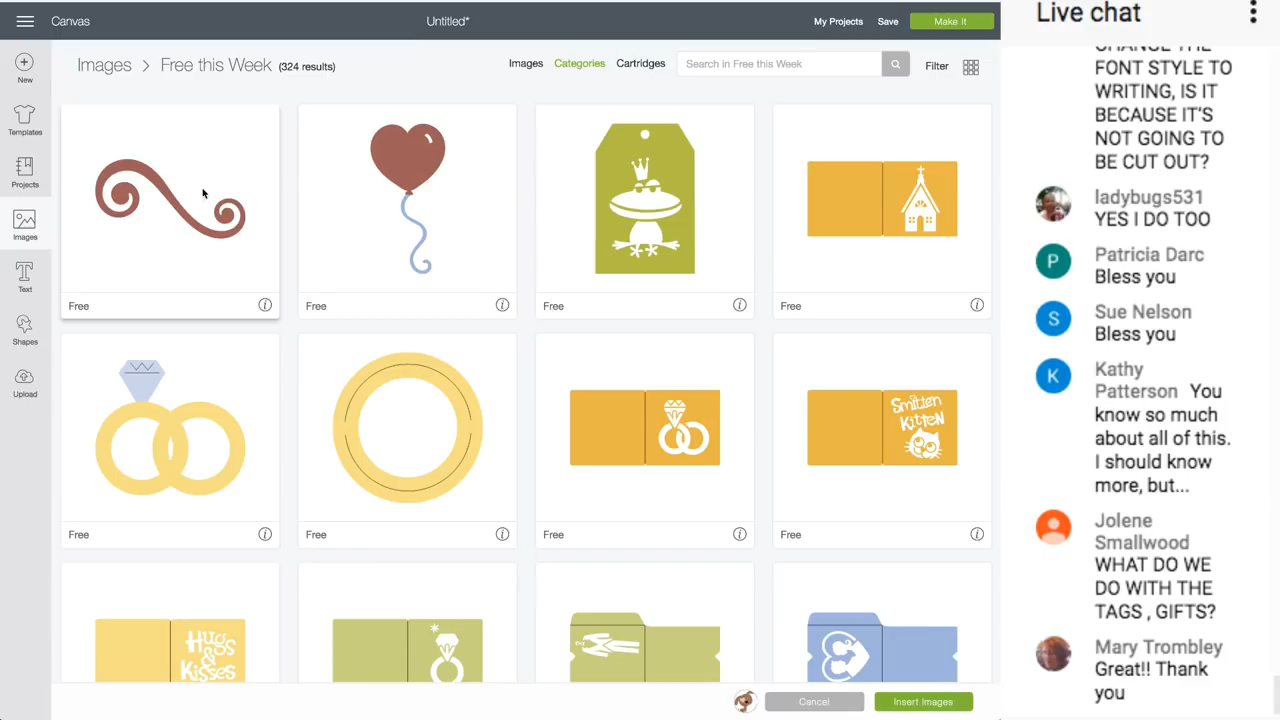 Canvas
Untitled*
My Projects
Save
Make it
New
Templates
Projects
Images
Text
Shapes
Upload
Images > Free this Week (324 results)
Images
Categories
Cartridges
Search in Free this Week
Filter
Free
Free
Free
Free
Smitten
Kitten
Free
Free
Free
Free
Hugs
&
Kisses
Cancel
Insert Images
Live chat
CHANGE THE
FONT STYLE TO
WRITING, IS IT
BECAUSE IT'S
NOT GOING TO
BE CUT OUT?
ladybugs531
YES I DO TOO
P
Patricia Darc
Bless you
S
Sue Nelson
Bless you
K
Kathy
Patterson You
know so much
about all of this.
I should know
more, but...
Jolene
Smallwood
WHAT DO WE
DO WITH THE
TAGS , GIFTS?
Mary Trombley
Great!! Thank
you